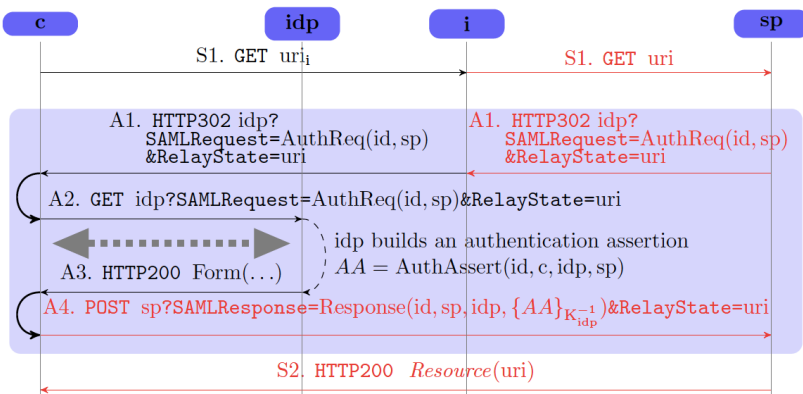 c idp i sp
S1. GET uri_i S1. GET uri
A1. HTTP302 idp? A1. HTTP302 idp?
SAMLRequest=AuthReq(id, sp) SAMLRequest=AuthReq(id, sp)
&RelayState=uri &RelayState=uri
A2. GET idp?SAMLRequest=AuthReq(id, sp)&RelayState=uri
idp builds an authentication assertion
A3. HTTP200 Form(...) AA = AuthAssert(id, c, idp, sp)
A4. POST sp?SAMLResponse=Response(id, sp, idp, {AA}_{K_{idp}^{-1}})&RelayState=uri
S2. HTTP200 Resource(uri)